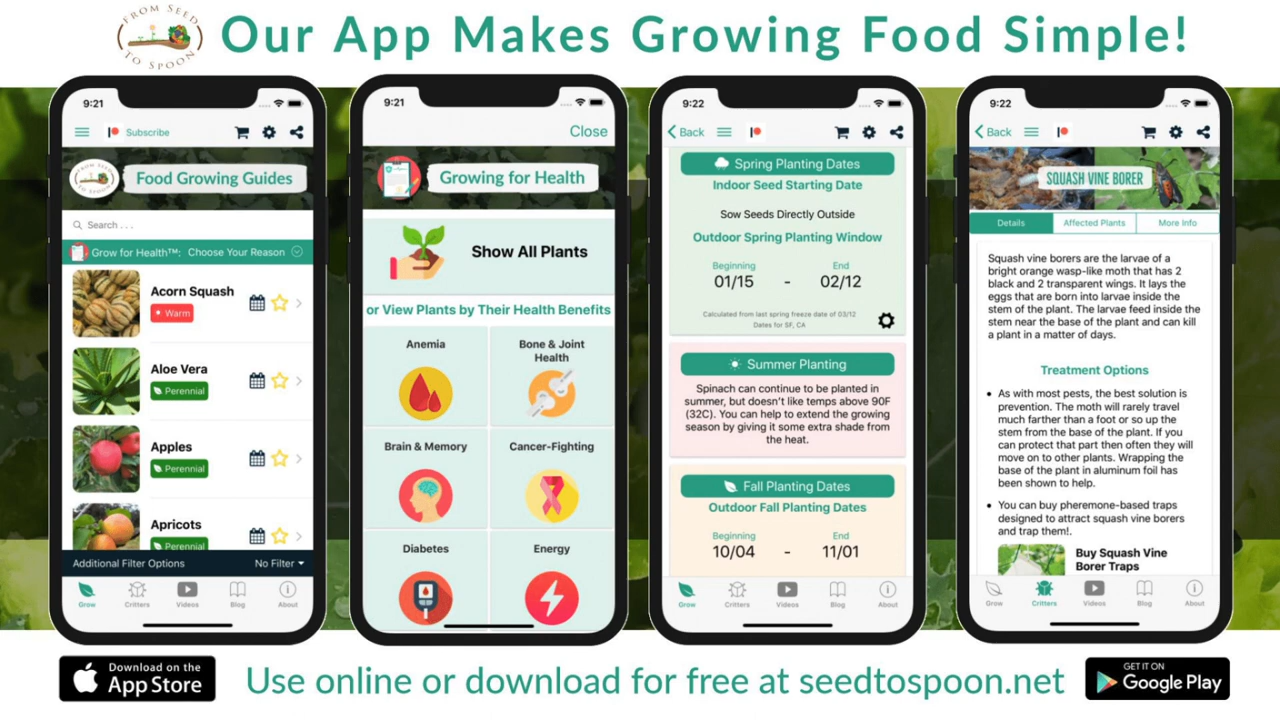 FROM SEED
TO SPOON
Our App Makes Growing Food Simple!
9:21
Subscribe
Food Growing Guides
Search . . .
Grow for Health™: Choose Your Reason
Acorn Squash
Warm
Aloe Vera
Perennial
Apples
Perennial
Apricots
Perennial
Additional Filter Options No Filter
Grow Critters Videos Blog About
9:21
Close
Growing for Health
Show All Plants
or View Plants by Their Health Benefits
Anemia
Bone & Joint
Health
Brain & Memory
Cancer-Fighting
Diabetes
Energy
9:22
Back
Spring Planting Dates
Indoor Seed Starting Date
Sow Seeds Directly Outside
Outdoor Spring Planting Window
Beginning End
01/15 - 02/12
Calculated from last spring freeze date of 03/12
Dates for SF, CA
Summer Planting
Spinach can continue to be planted in
summer, but doesn't like temps above 90F
(32C). You can help to extend the growing
season by giving it some extra shade from
the heat.
Fall Planting Dates
Outdoor Fall Planting Dates
Beginning End
10/04 - 11/01
Grow Critters Videos Blog About
9:22
Back
SQUASH VINE BORER
Details Affected Plants More Info
Squash vine borers are the larvae of a
bright orange wasp-like moth that has 2
black and 2 transparent wings. It lays the
eggs that are born into larvae inside the
stem of the plant. The larvae feed inside the
stem near the base of the plant and can kill
a plant in a matter of days.
Treatment Options
• As with most pests, the best solution is
prevention. The moth will rarely travel
much farther than a foot or so up the
stem from the base of the plant. If you
can protect that part then often they will
move on to other plants. Wrapping the
base of the plant in aluminum foil has
been shown to help.
• You can buy pheremone-based traps
designed to attract squash vine borers
and trap them!.
Buy Squash Vine
Borer Traps
Grow Critters Videos Blog About
Download on the
App Store
Use online or download for free at seedtospoon.net
GET IT ON
Google Play